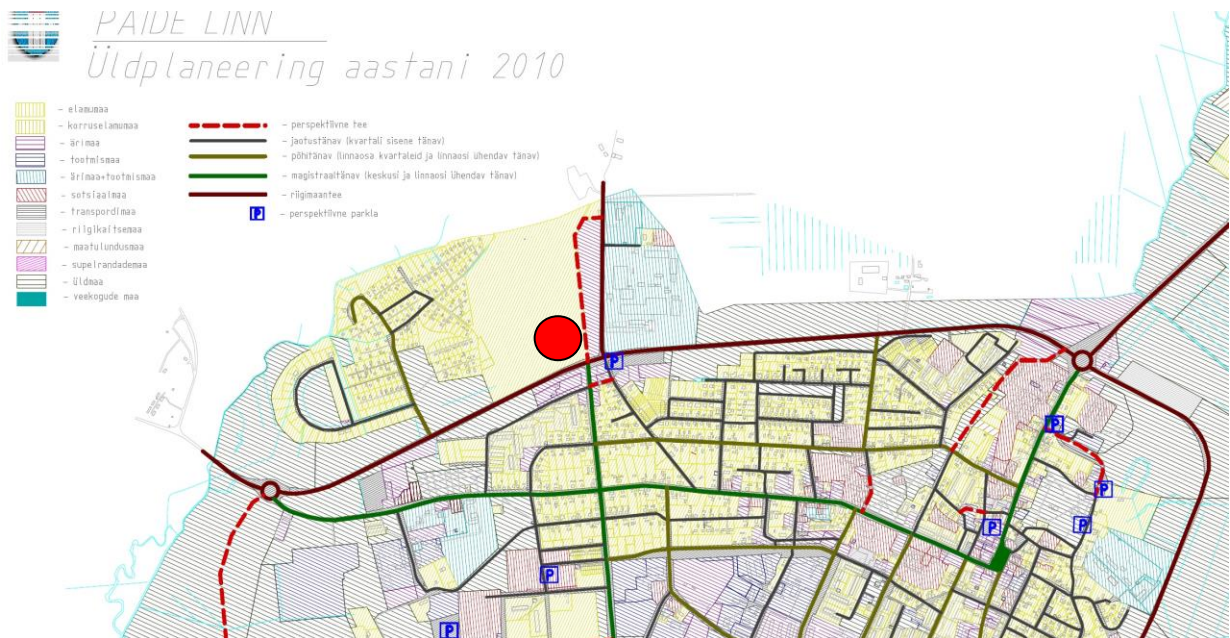 PAIDE LINN
Üldplaneering aastani 2010
- elamumaa
- korruselamumaa
- ärimaa
- tootmismaa
- ärimaa+tootmismaa
- sotsiaalmaa
- transpordimaa
- riigikaitsemaa
- maatulundusmaa
- supelrandademaa
- üldmaa
- veekogude maa
- perspektiivne tee
- jaotustänav (kvartali sisene tänav)
- põhitänav (linnaosa kvartaleid ja linnaosi ühendav tänav)
- magistraaltänav (keskusi ja linnaosi ühendav tänav)
- riigimaantee
P - perspektiivne parkla
P
P
P
P
P
P
P